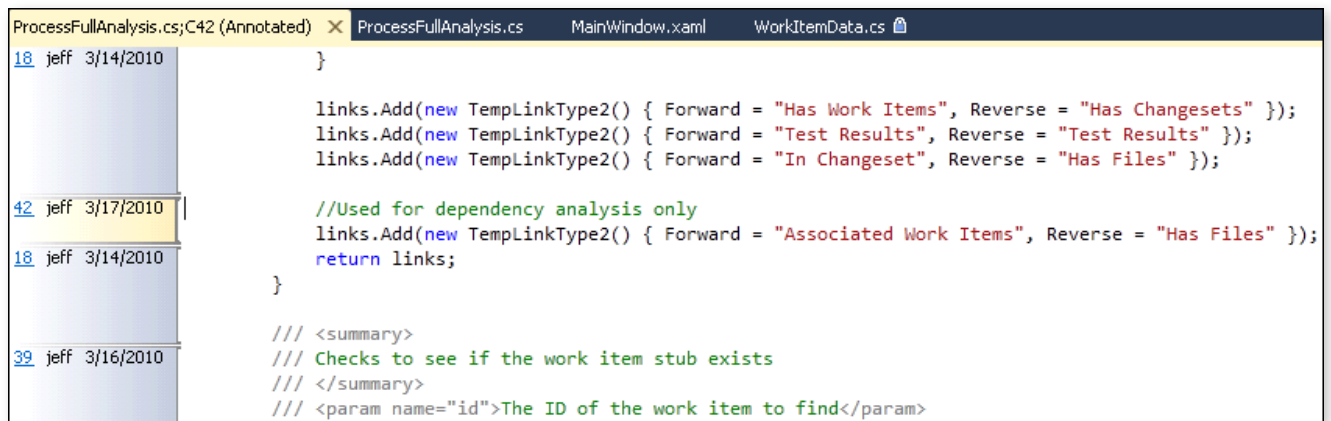 ProcessFullAnalysis.cs;C42 (Annotated) ProcessFullAnalysis.cs MainWindow.xaml WorkItemData.cs
18 jeff 3/14/2010 }
links.Add(new TempLinkType2() { Forward = "Has Work Items", Reverse = "Has Changesets" });
links.Add(new TempLinkType2() { Forward = "Test Results", Reverse = "Test Results" });
links.Add(new TempLinkType2() { Forward = "In Changeset", Reverse = "Has Files" });
42 jeff 3/17/2010 //Used for dependency analysis only
links.Add(new TempLinkType2() { Forward = "Associated Work Items", Reverse = "Has Files" });
18 jeff 3/14/2010 return links;
}
/// <summary>
39 jeff 3/16/2010 /// Checks to see if the work item stub exists
/// </summary>
/// <param name="id">The ID of the work item to find</param>